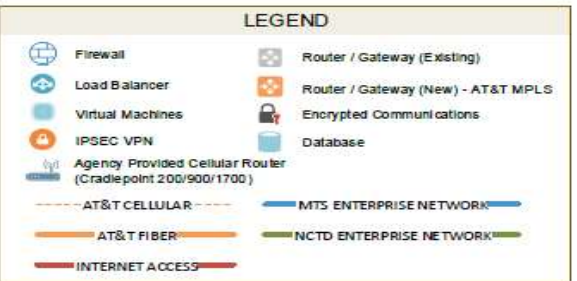 LEGEND
Firewall
Router / Gateway (Existing)
Load Balancer
Router / Gateway (New) - AT&T MPLS
Virtual Machines
Encrypted Communications
IPSEC VPN
Database
Agency Provided Cellular Router
(Cradlepoint 200/900/1700)
AT&T CELLULAR
MTS ENTERPRISE NETWORK
AT&T FIBER
NCTD ENTERPRISE NETWORK
INTERNET ACCESS